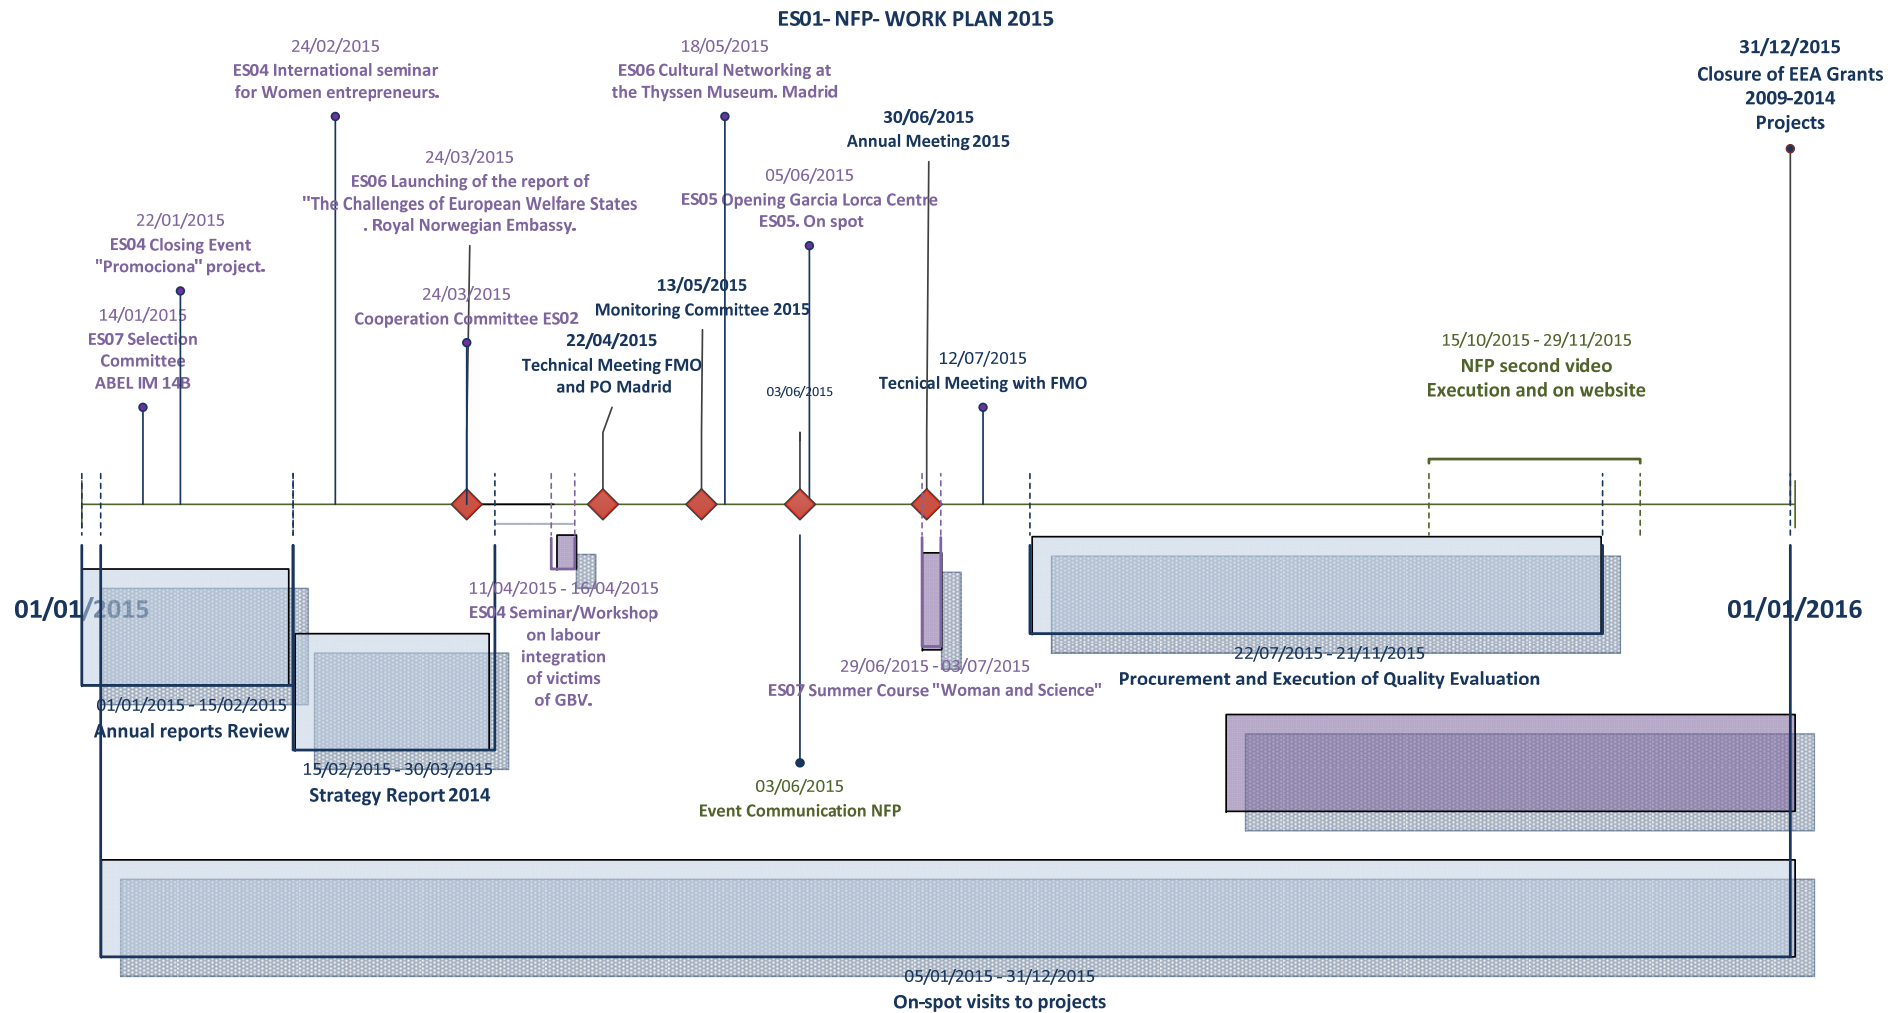 ES01- NFP- WORK PLAN 2015
24/02/2015
ES04 International seminar
for Women entrepreneurs.
18/05/2015
ES06 Cultural Networking at
the Thyssen Museum. Madrid
31/12/2015
Closure of EEA Grants
2009-2014
Projects
30/06/2015
Annual Meeting 2015
24/03/2015
ES06 Launching of the report of
"The Challenges of European Welfare States
. Royal Norwegian Embassy.
05/06/2015
ES05 Opening Garcia Lorca Centre
ES05. On spot
22/01/2015
ES04 Closing Event
"Promociona" project.
14/01/2015
ES07 Selection
Committee
ABEL IM 14B
24/03/2015
Cooperation Committee ES02
13/05/2015
Monitoring Committee 2015
22/04/2015
Technical Meeting FMO
and PO Madrid
03/06/2015
12/07/2015
Tecnical Meeting with FMO
15/10/2015 - 29/11/2015
NFP second video
Execution and on website
01/01/2015
01/01/2016
11/04/2015 - 16/04/2015
ES04 Seminar/Workshop
on labour
integration
of victims
of GBV.
29/06/2015 - 03/07/2015
ES07 Summer Course "Woman and Science"
22/07/2015 - 21/11/2015
Procurement and Execution of Quality Evaluation
01/01/2015 - 15/02/2015
Annual reports Review
15/02/2015 - 30/03/2015
Strategy Report 2014
03/06/2015
Event Communication NFP
05/01/2015 - 31/12/2015
On-spot visits to projects